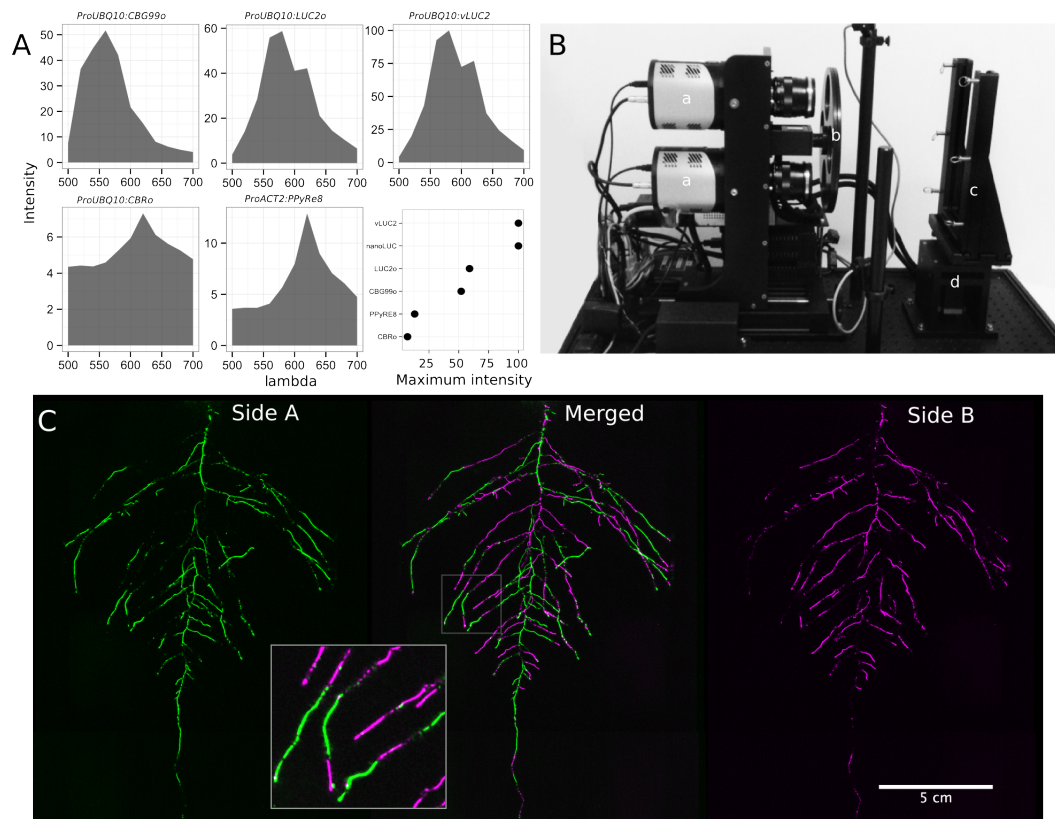 A
ProUBQ10:CBG99o
ProUBQ10:LUC2o
ProUBQ10:vLUC2
50
40
30
20
10
0
500 550 600 650 700
60
40
20
0
500 550 600 650 700
100
75
50
25
0
500 550 600 650 700
Intensity
ProUBQ10:CBRo
ProACT2:PPyRe8
6
4
2
0
500 550 600 650 700
10
5
0
500 550 600 650 700
lambda
vLUC2
nanoLUC
LUC2o
CBG99o
PPyRE8
CBRo
25 50 75 100
Maximum intensity
B
a
a
b
c
d
C
Side A
Merged
Side B
5 cm